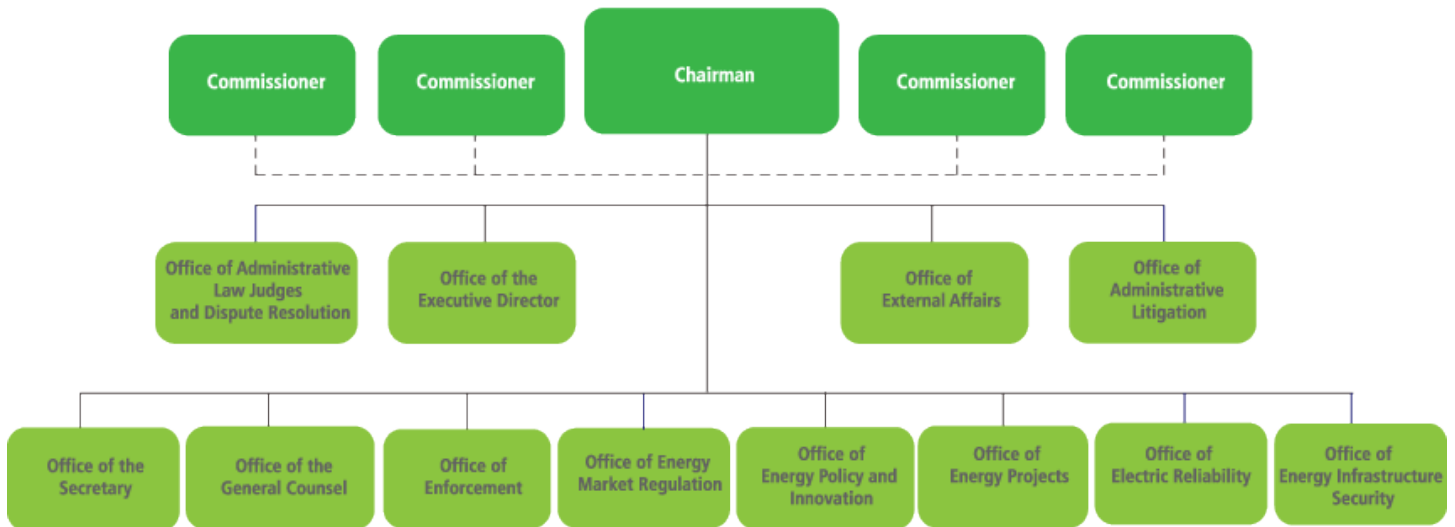 Commissioner
Commissioner
Chairman
Commissioner
Commissioner
Office of Administrative
Law Judges
and Dispute Resolution
Office of the
Executive Director
Office of
External Affairs
Office of
Administrative
Litigation
Office of the
Secretary
Office of the
General Counsel
Office of
Enforcement
Office of Energy
Market Regulation
Office of
Energy Policy and
Innovation
Office of
Energy Projects
Office of
Electric Reliability
Office of
Energy Infrastructure
Security